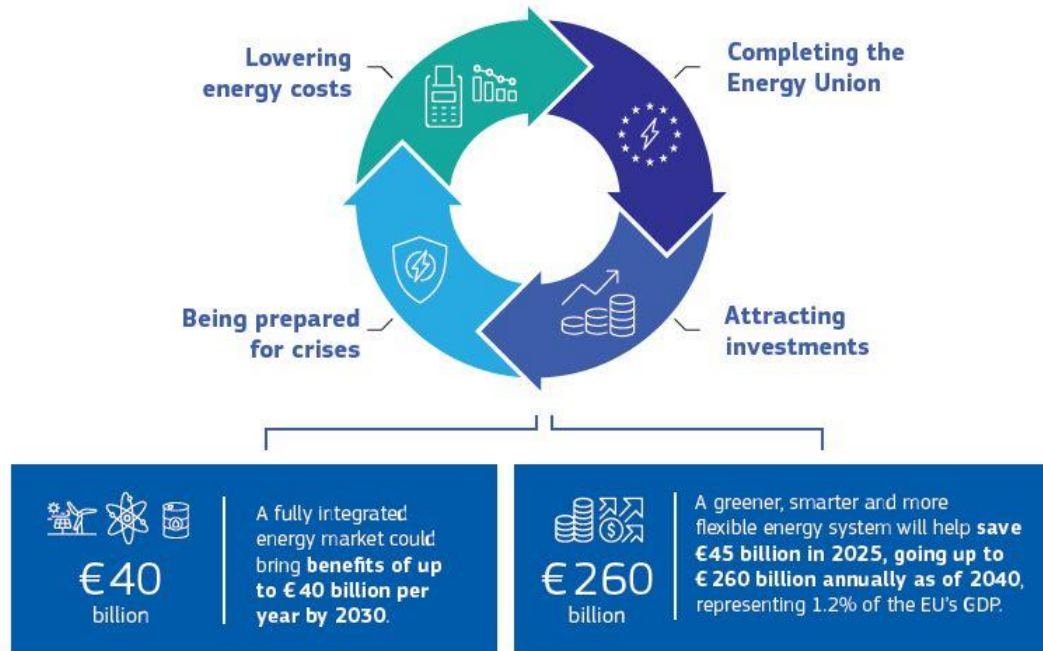 Lowering
energy costs
Completing the
Energy Union
Being prepared
for crises
Attracting
investments
€40
billion
A fully integrated
energy market could
bring benefits of up
to €40 billion per
year by 2030.
€260
billion
A greener, smarter and more
flexible energy system will help save
€45 billion in 2025, going up to
€260 billion annually as of 2040,
representing 1.2% of the EU's GDP.